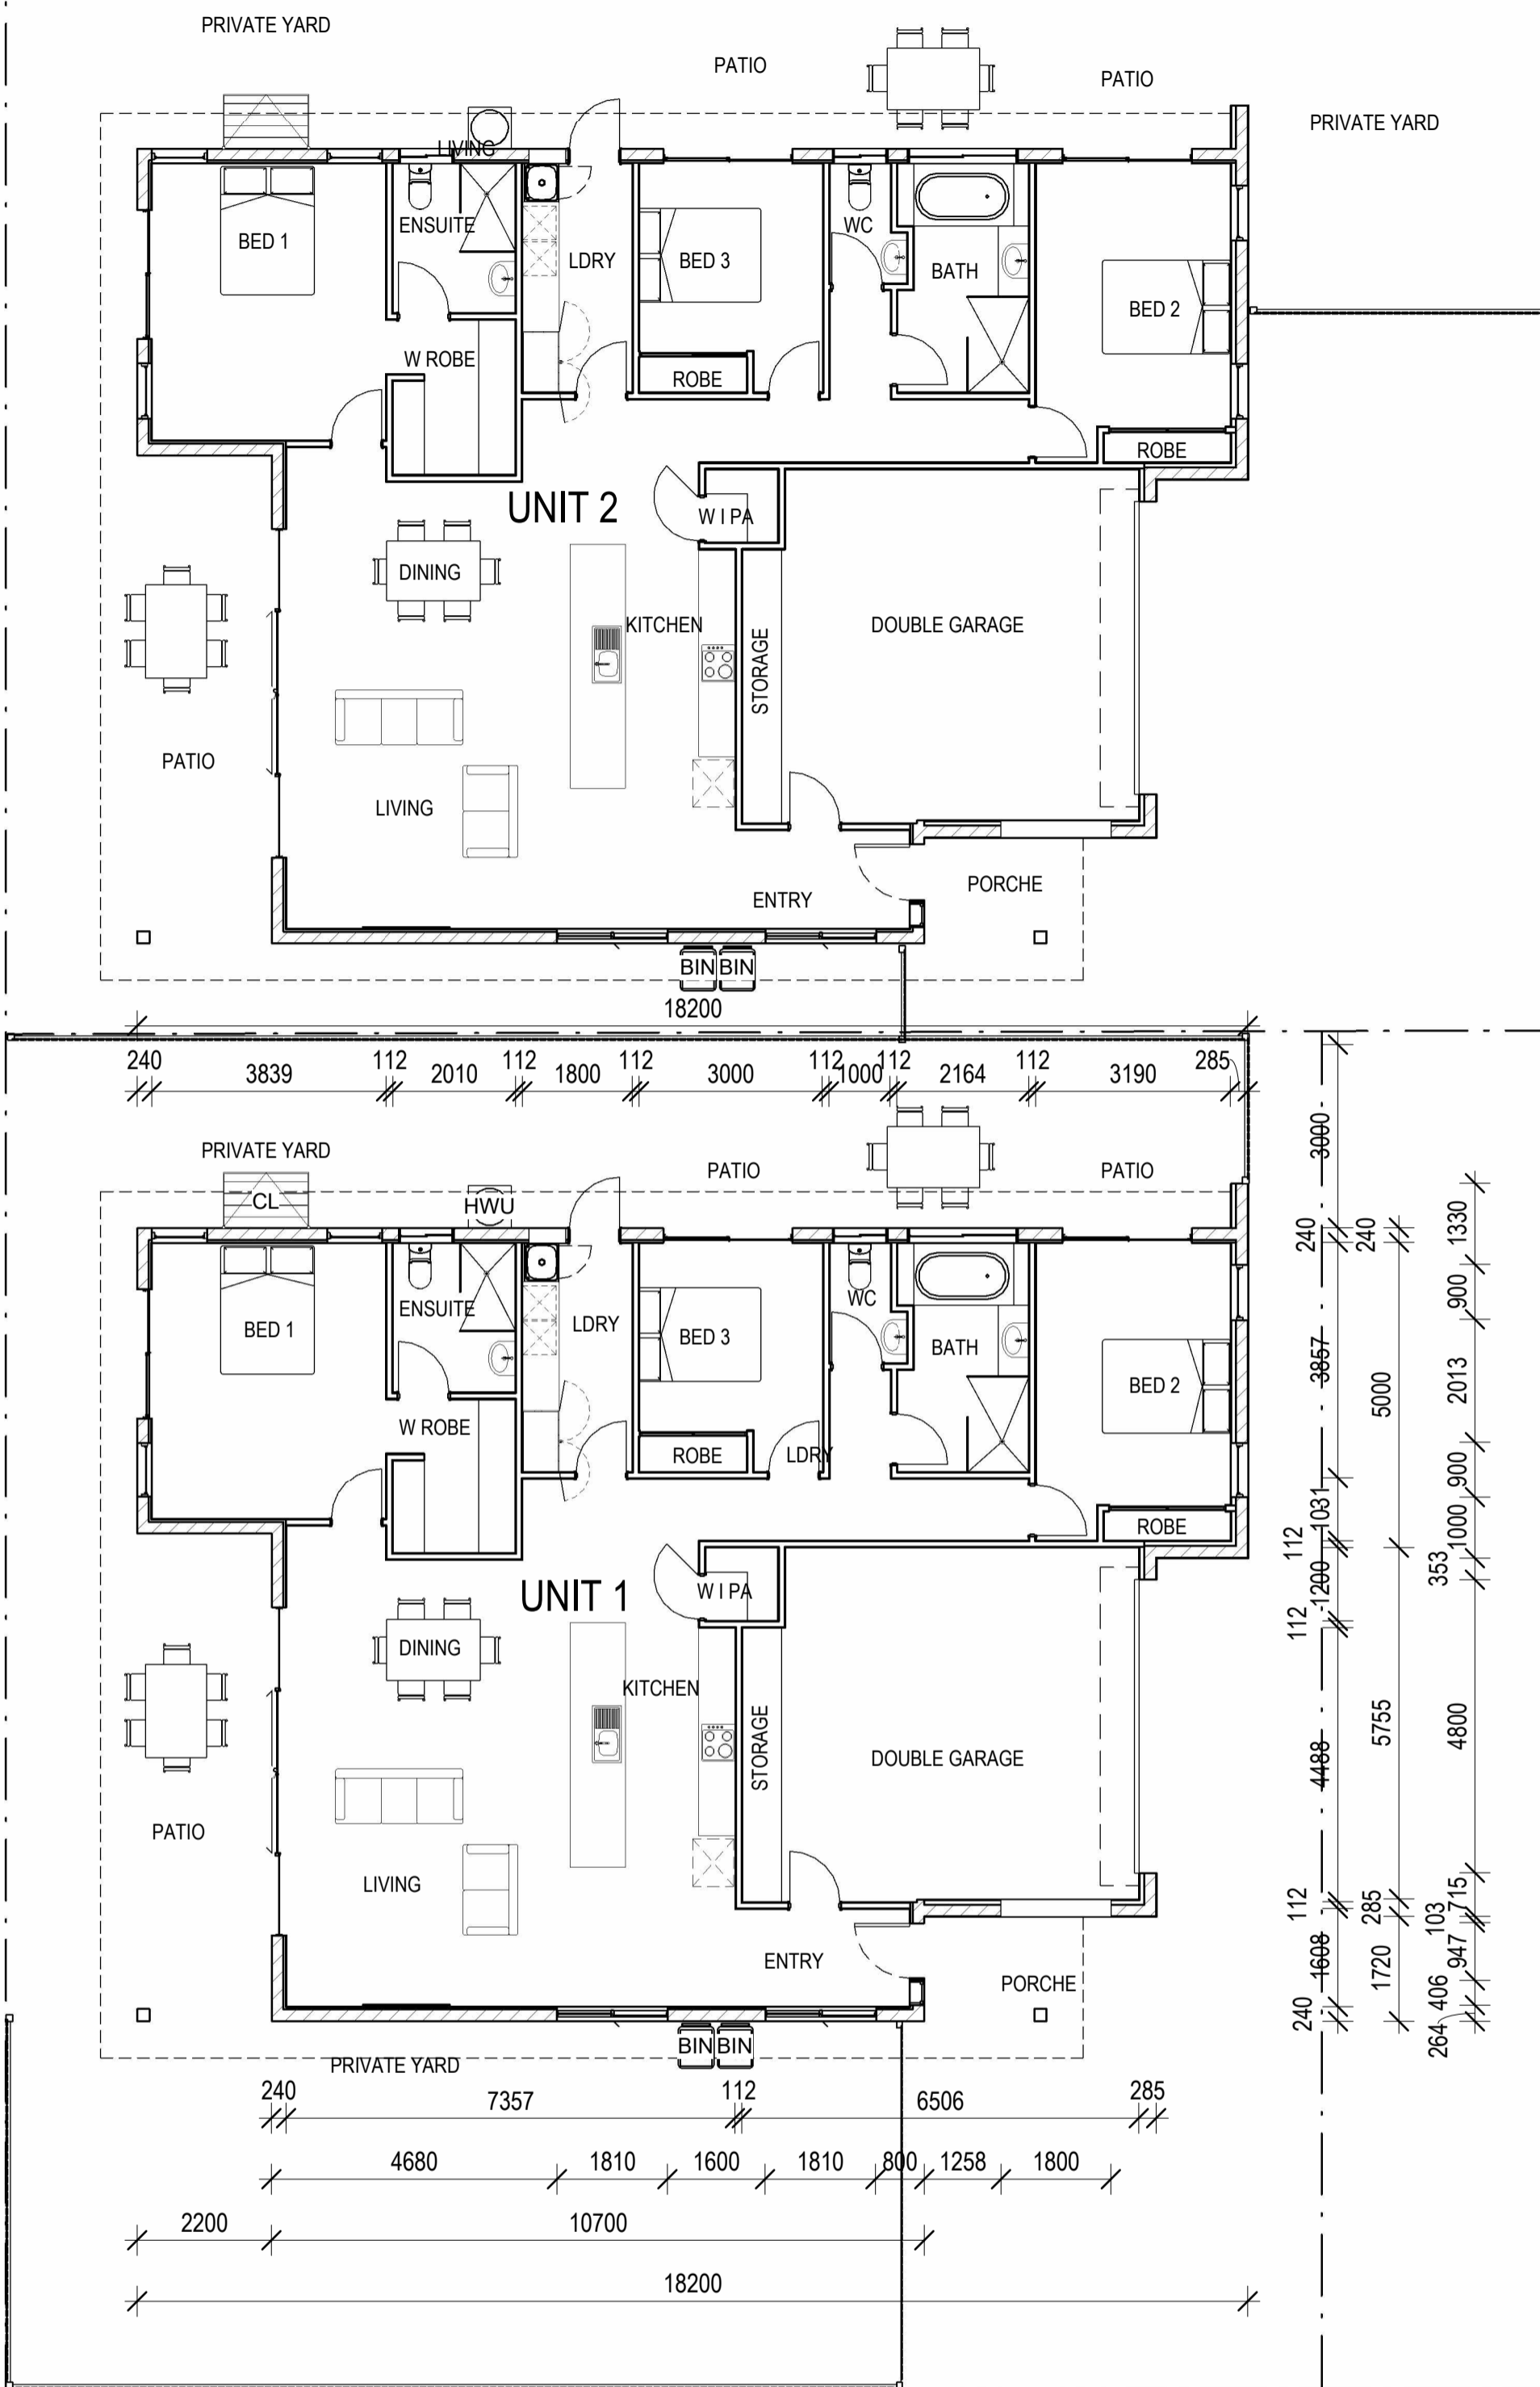 PRIVATE YARD
PATIO
PATIO
PRIVATE YARD
LIVING
BED 1
ENSUITE
LDRY
BED 3
WC
BATH
BED 2
W ROBE
ROBE
ROBE
UNIT 2
W I PA
DINING
KITCHEN
STORAGE
DOUBLE GARAGE
PATIO
LIVING
ENTRY
PORCHE
BIN
BIN
18200
240
3839
112
2010
112
1800
112
3000
112
1000
112
2164
112
3190
285
PRIVATE YARD
PATIO
PATIO
CL
HWU
BED 1
ENSUITE
LDRY
BED 3
WC
BATH
BED 2
W ROBE
ROBE
LDRY
ROBE
UNIT 1
W I PA
DINING
KITCHEN
STORAGE
DOUBLE GARAGE
PATIO
LIVING
ENTRY
PORCHE
BIN
BIN
PRIVATE YARD
3000
240
3857
1031
112
1200
112
4488
112
1608
240
240
5000
5755
285
1720
1330
900
2013
900
1000
353
4800
715
103
947
406
264
240
7357
112
6506
285
4680
1810
1600
1810
800
1258
1800
2200
10700
18200